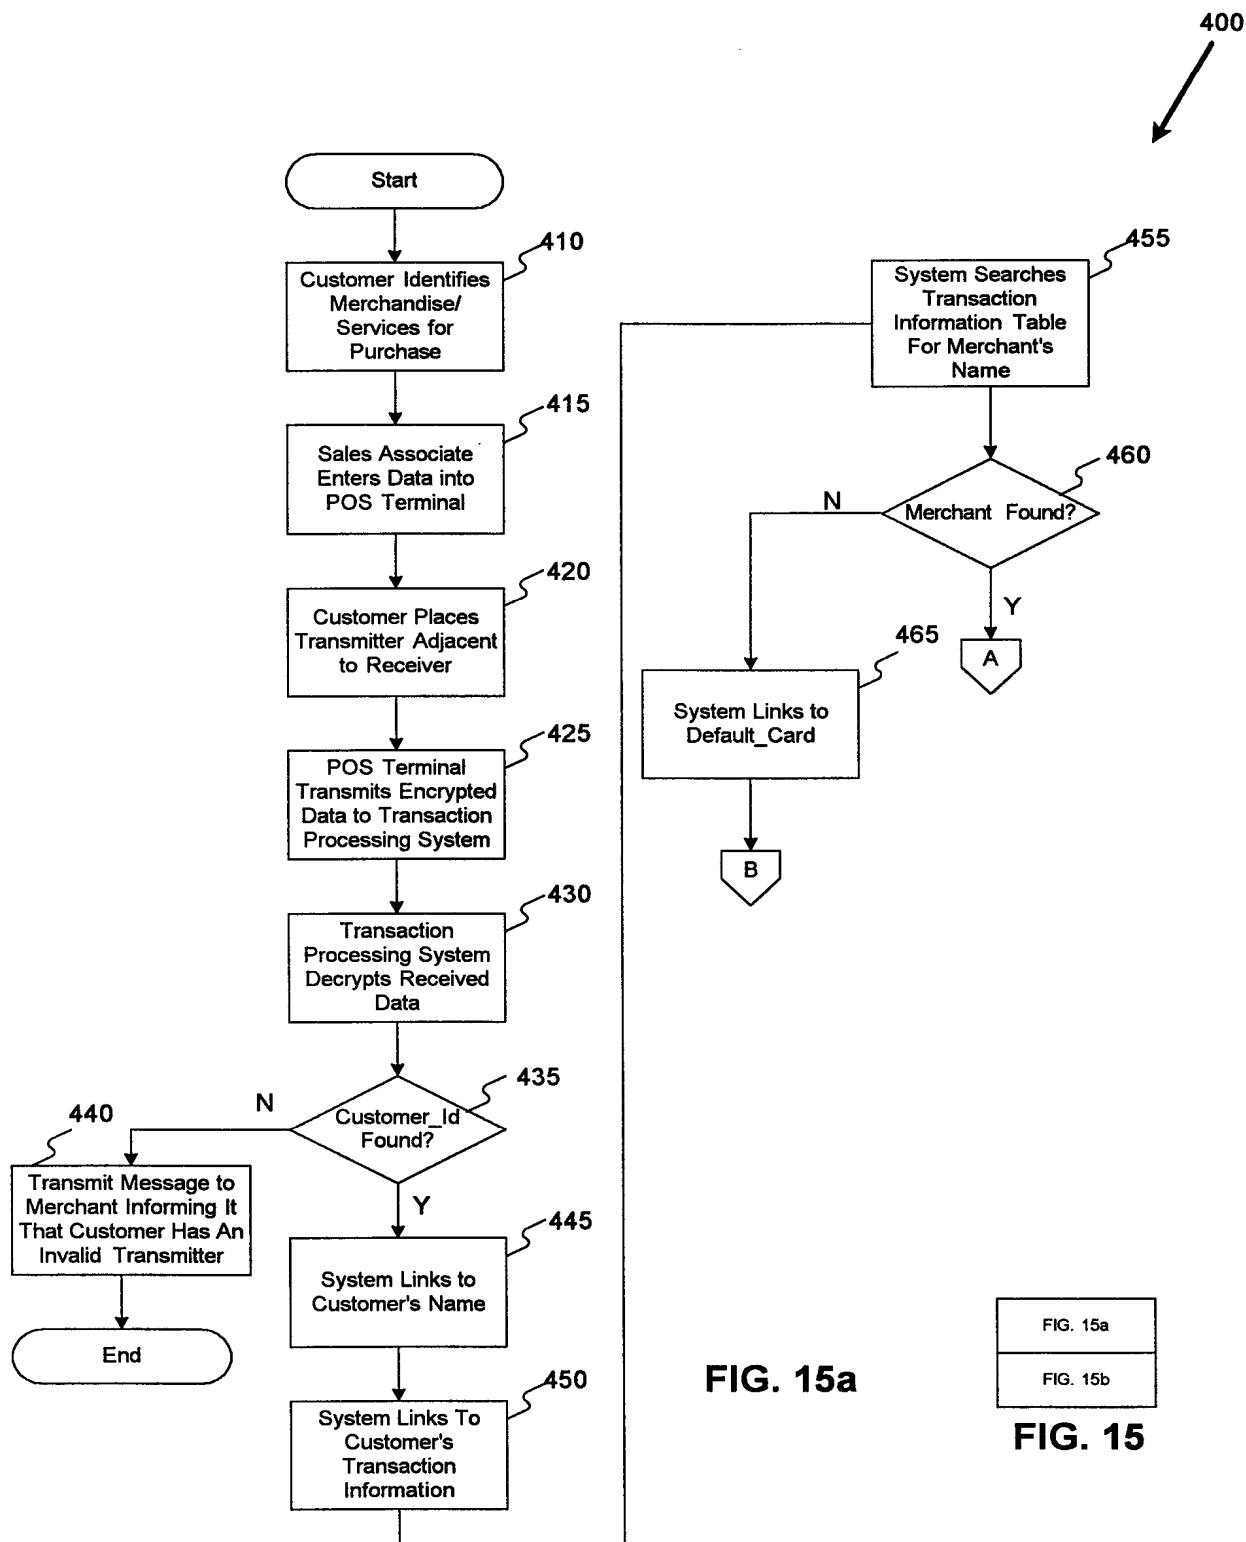 400
Start
410
Customer Identifies
Merchandise/
Services for
Purchase
415
Sales Associate
Enters Data into
POS Terminal
420
Customer Places
Transmitter Adjacent
to Receiver
425
POS Terminal
Transmits Encrypted
Data to Transaction
Processing System
430
Transaction
Processing System
Decrypts Received
Data
435
Customer_Id
Found?
N
440
Transmit Message to
Merchant Informing It
That Customer Has An
Invalid Transmitter
End
Y
445
System Links to
Customer's Name
450
System Links To
Customer's
Transaction
Information
455
System Searches
Transaction
Information Table
For Merchant's
Name
460
Merchant Found?
N
Y
A
465
System Links to
Default_Card
B
FIG. 15a
FIG. 15a
FIG. 15b
FIG. 15